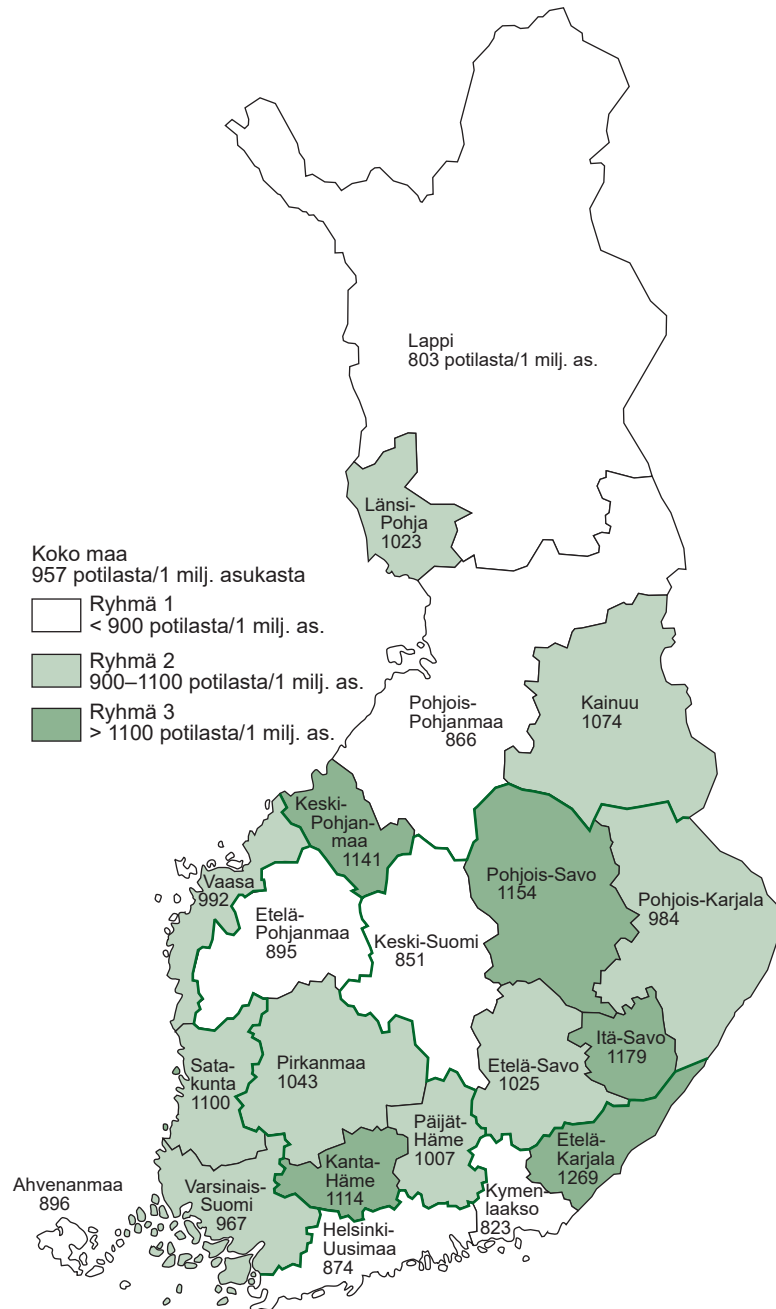 Lappi
803 potilasta/1 milj. as.
Länsi-
Pohja
1023
Koko maa
957 potilasta/1 milj. asukasta
Ryhmä 1
< 900 potilasta/1 milj. as.
Ryhmä 2
900–1100 potilasta/1 milj. as.
Ryhmä 3
> 1100 potilasta/1 milj. as.
Pohjois-
Pohjanmaa
866
Kainuu
1074
Keski-
Pohjan-
maa
1141
Vaasa
992
Etelä-
Pohjanmaa
895
Keski-Suomi
851
Pohjois-Savo
1154
Pohjois-Karjala
984
Sata-
kunta
1100
Pirkanmaa
1043
Etelä-Savo
1025
Itä-Savo
1179
Päijät-
Häme
1007
Etelä-
Karjala
1269
Kanta-
Häme
1114
Ahvenanmaa
896
Varsinais-
Suomi
967
Helsinki-
Uusimaa
874
Kymen-
laakso
823